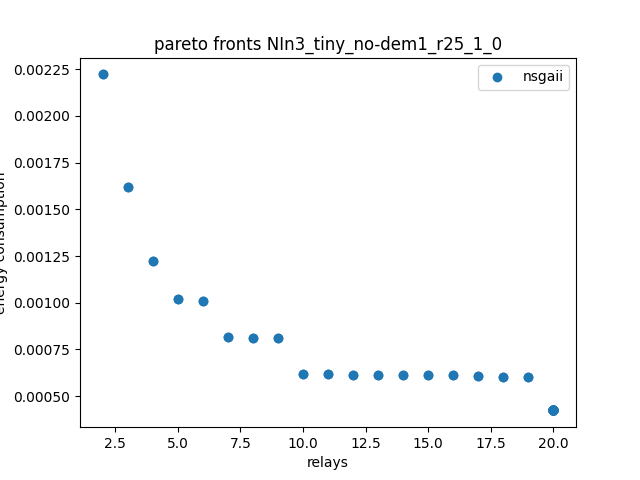 pareto fronts NIn3_tiny_no-dem1_r25_1_0
nsgaii
0.00225
0.00200
0.00175
0.00150
0.00125
0.00100
0.00075
0.00050
energy consumption
2.5 5.0 7.5 10.0 12.5 15.0 17.5 20.0
relays